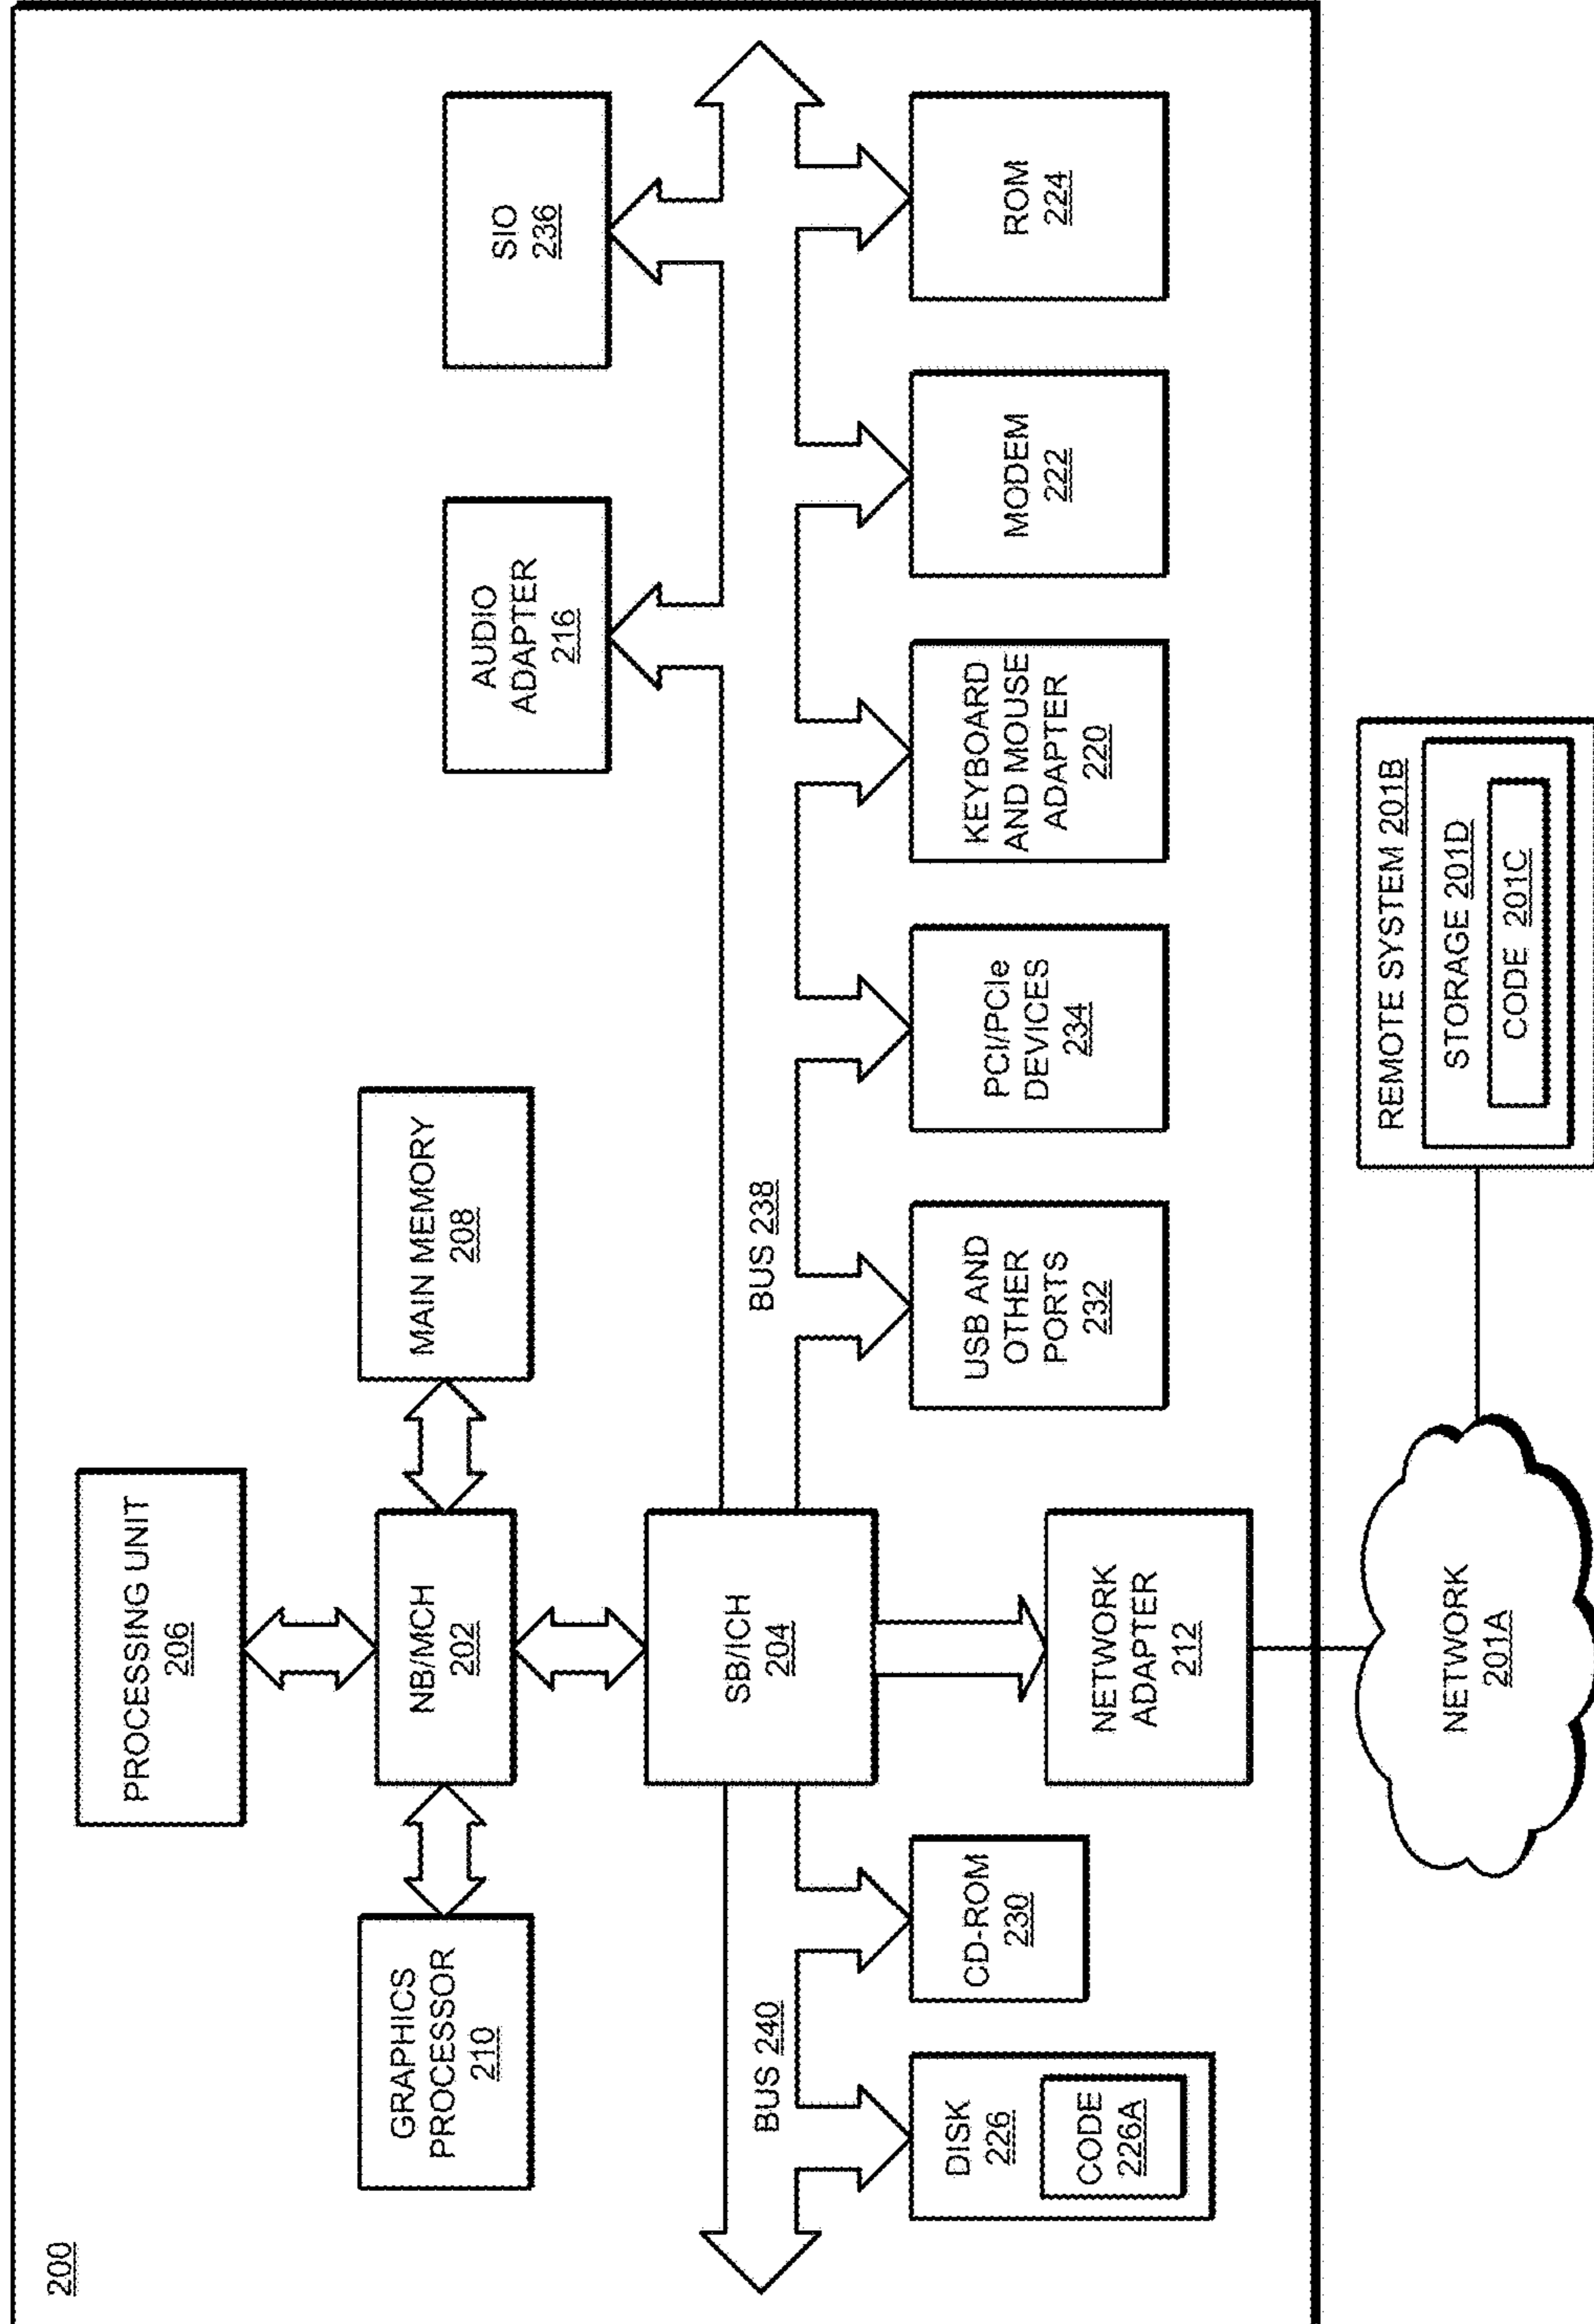 200
PROCESSING UNIT
206
GRAPHICS
PROCESSOR
210
NB/MCH
202
MAIN MEMORY
208
AUDIO
ADAPTER
216
SIO
236
SB/ICH
204
BUS 240
BUS 238
DISK
226
CODE
226A
CD-ROM
230
USB AND
OTHER
PORTS
232
PCI/PCIe
DEVICES
234
KEYBOARD
AND MOUSE
ADAPTER
220
MODEM
222
ROM
224
NETWORK
ADAPTER
212
NETWORK
201A
REMOTE SYSTEM 201B
STORAGE 201D
CODE 201C